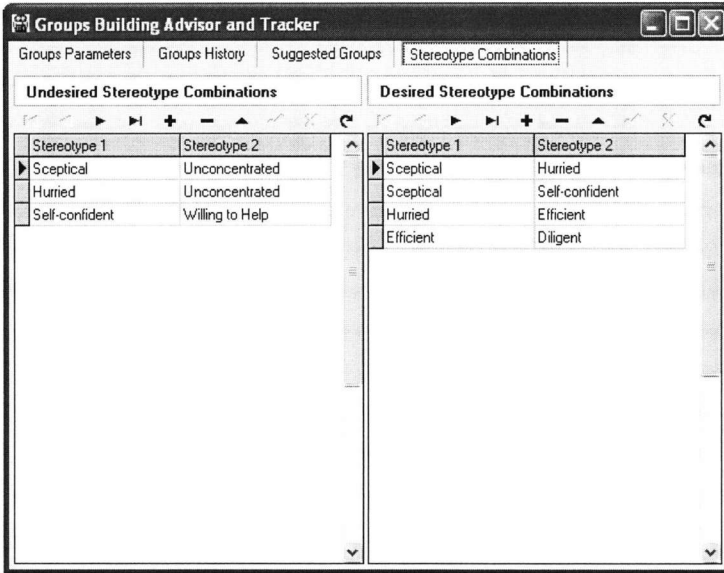 Groups Building Advisor and Tracker
Groups Parameters Groups History Suggested Groups Stereotype Combinations
Undesired Stereotype Combinations
Stereotype 1 Stereotype 2
Sceptical Unconcentrated
Hurried Unconcentrated
Self-confident Willing to Help
Desired Stereotype Combinations
Stereotype 1 Stereotype 2
Sceptical Hurried
Sceptical Self-confident
Hurried Efficient
Efficient Diligent